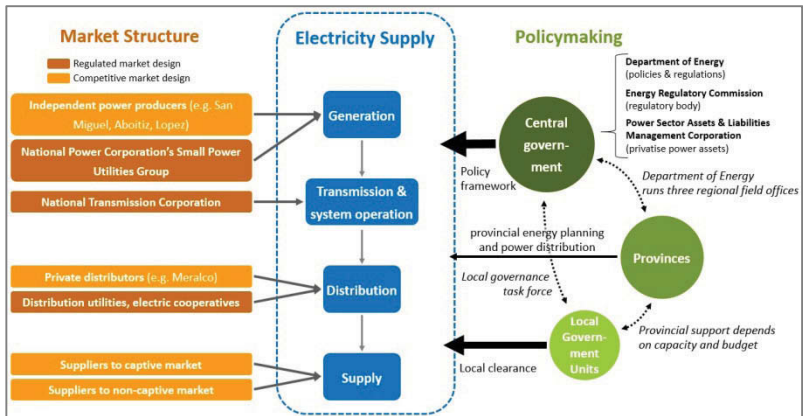 Market Structure
Regulated market design
Competitive market design
Independent power producers (e.g. San
Miguel, Aboitiz, Lopez)
National Power Corporation's Small Power
Utilities Group
National Transmission Corporation
Private distributors (e.g. Meralco)
Distribution utilities, electric cooperatives
Suppliers to captive market
Suppliers to non-captive market
Electricity Supply
Generation
Transmission &
system operation
Distribution
Supply
Policymaking
Department of Energy
(policies & regulations)
Energy Regulatory Commission
(regulatory body)
Power Sector Assets & Liabilities
Management Corporation
(privatise power assets)
Central
govern-
ment
Policy
framework
Department of Energy
runs three regional field offices
provincial energy planning
and power distribution
Provinces
Local governance
task force
Local
Govern-
ment
Units
Provincial support depends
on capacity and budget
Local clearance